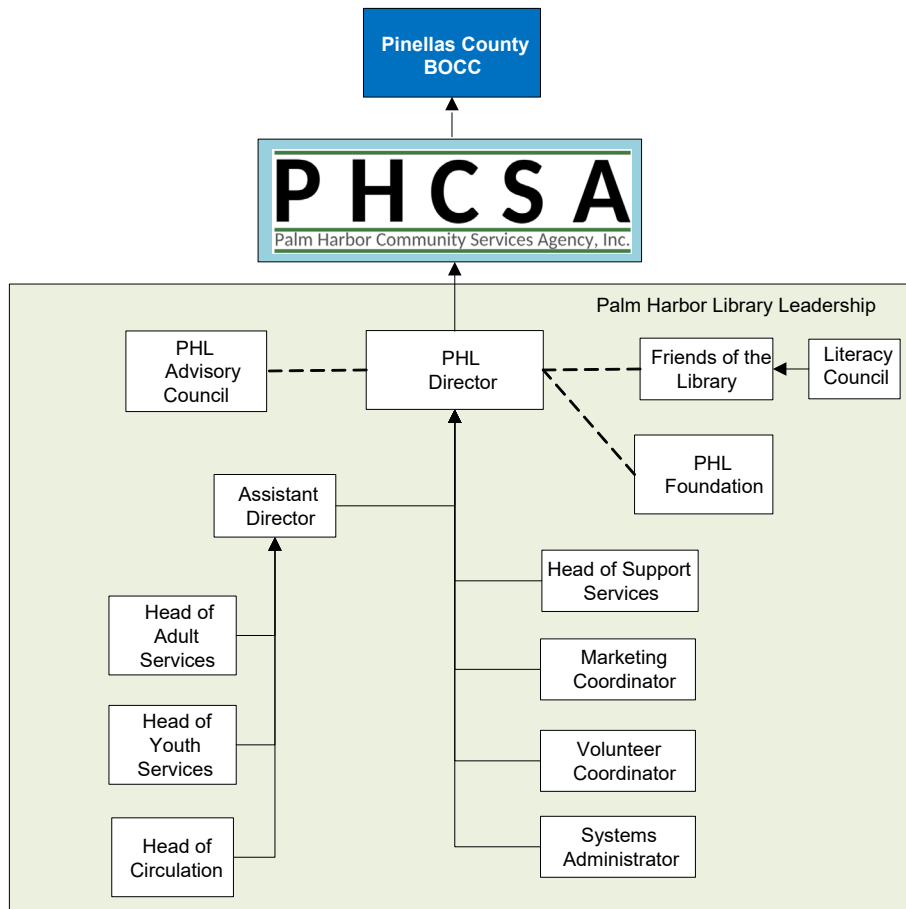 Pinellas County
BOCC
PHCSA
Palm Harbor Community Services Agency, Inc.
Palm Harbor Library Leadership
PHL
Advisory
Council
PHL
Director
Friends of the
Library
Literacy
Council
PHL
Foundation
Assistant
Director
Head of Support
Services
Head of
Adult
Services
Marketing
Coordinator
Head of
Youth
Services
Volunteer
Coordinator
Head of
Circulation
Systems
Administrator